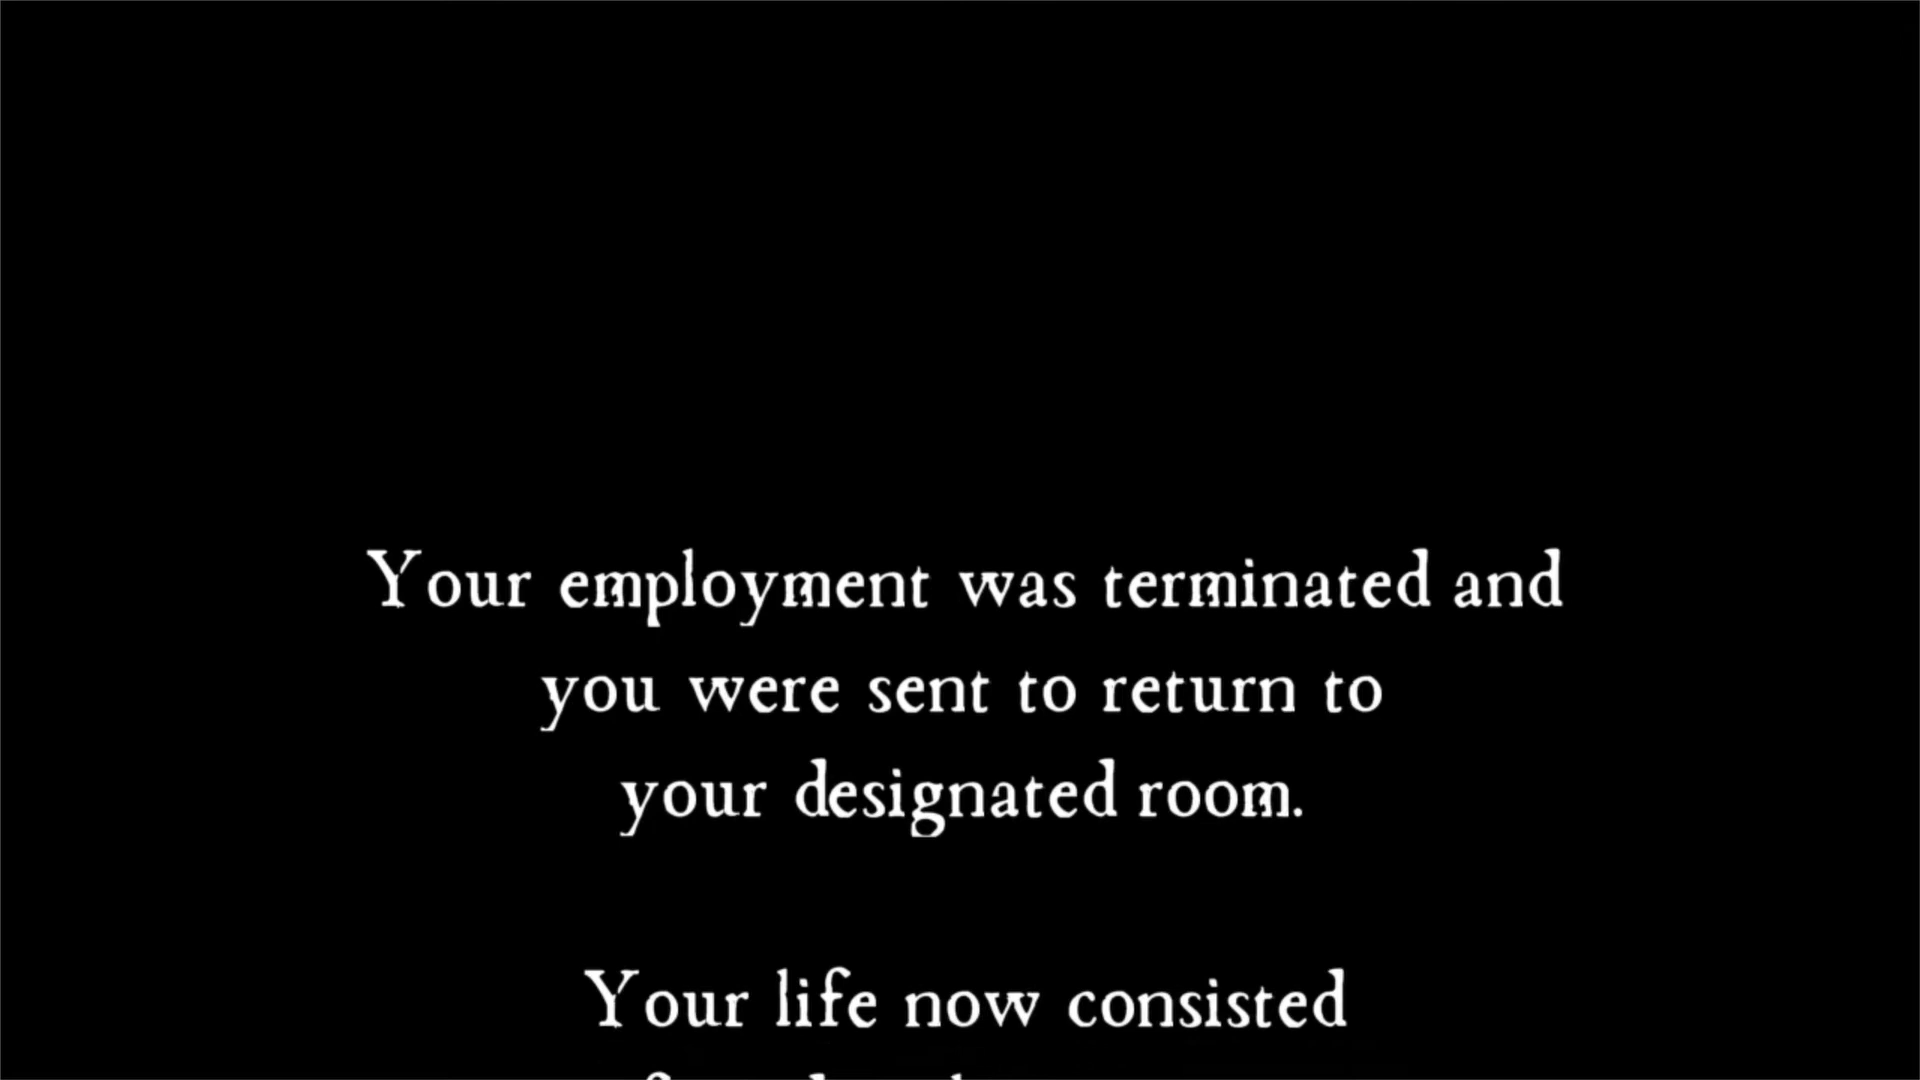 Your employment was terminated and
you were sent to return to
your designated room.
Your life now consisted